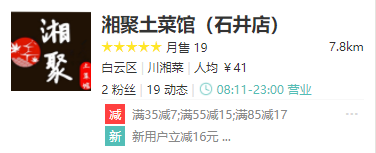 湘聚
土菜馆
湘聚土菜馆（石井店）
月售 19
7.8km
白云区 | 川湘菜 | 人均 ¥41
2 粉丝 | 19 动态 | 08:11-23:00 营业
减 满35减7;满55减15;满85减17
新 新用户立减16元 ...